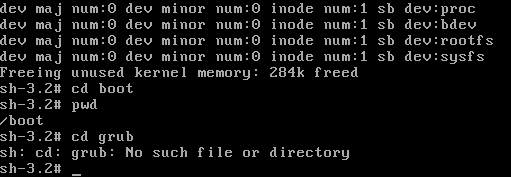 dev maj num:0 dev minor num:0 inode num:1 sb dev:proc
dev maj num:0 dev minor num:0 inode num:1 sb dev:bdev
dev maj num:0 dev minor num:0 inode num:1 sb dev:rootfs
dev maj num:0 dev minor num:0 inode num:1 sb dev:sysfs
Freeing unused kernel memory: 284k freed
sh-3.2# cd boot
sh-3.2# pwd
/boot
sh-3.2# cd grub
sh: cd: grub: No such file or directory
sh-3.2# _